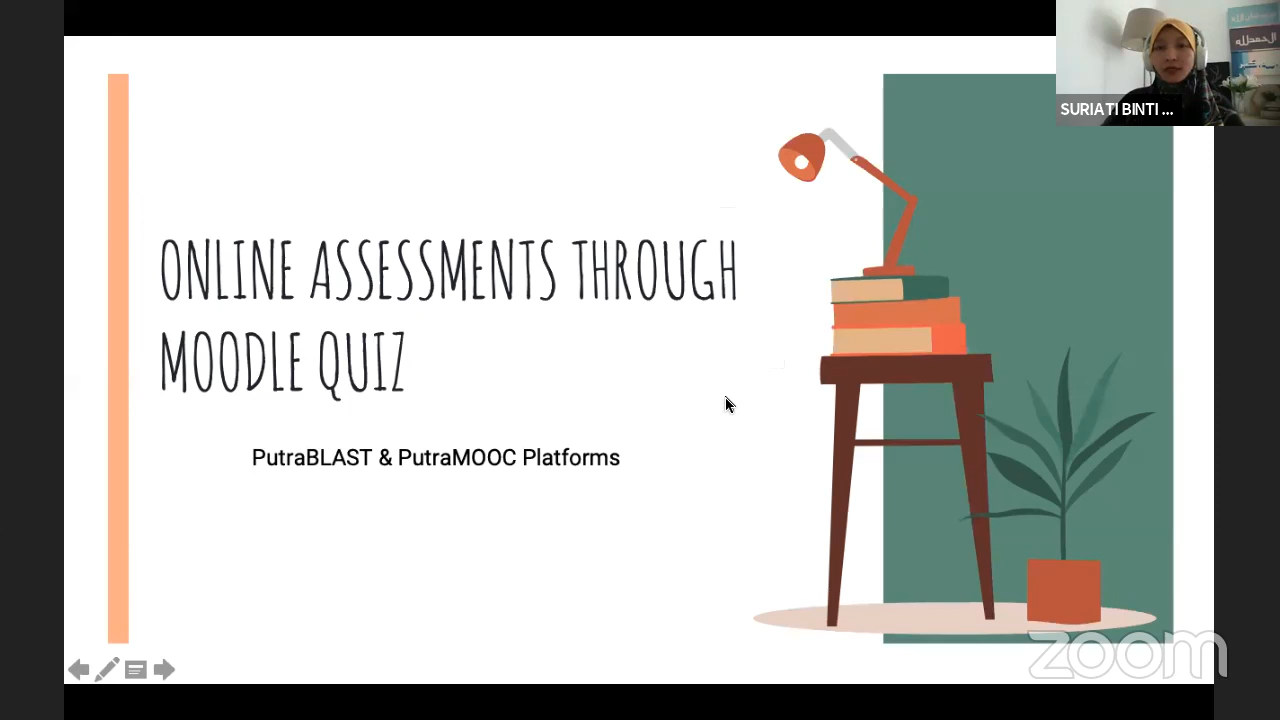 SURIATI BINTI ...
ONLINE ASSESSMENTS THROUGH
MOODLE QUIZ
PutraBLAST & PutraMOOC Platforms
zoom